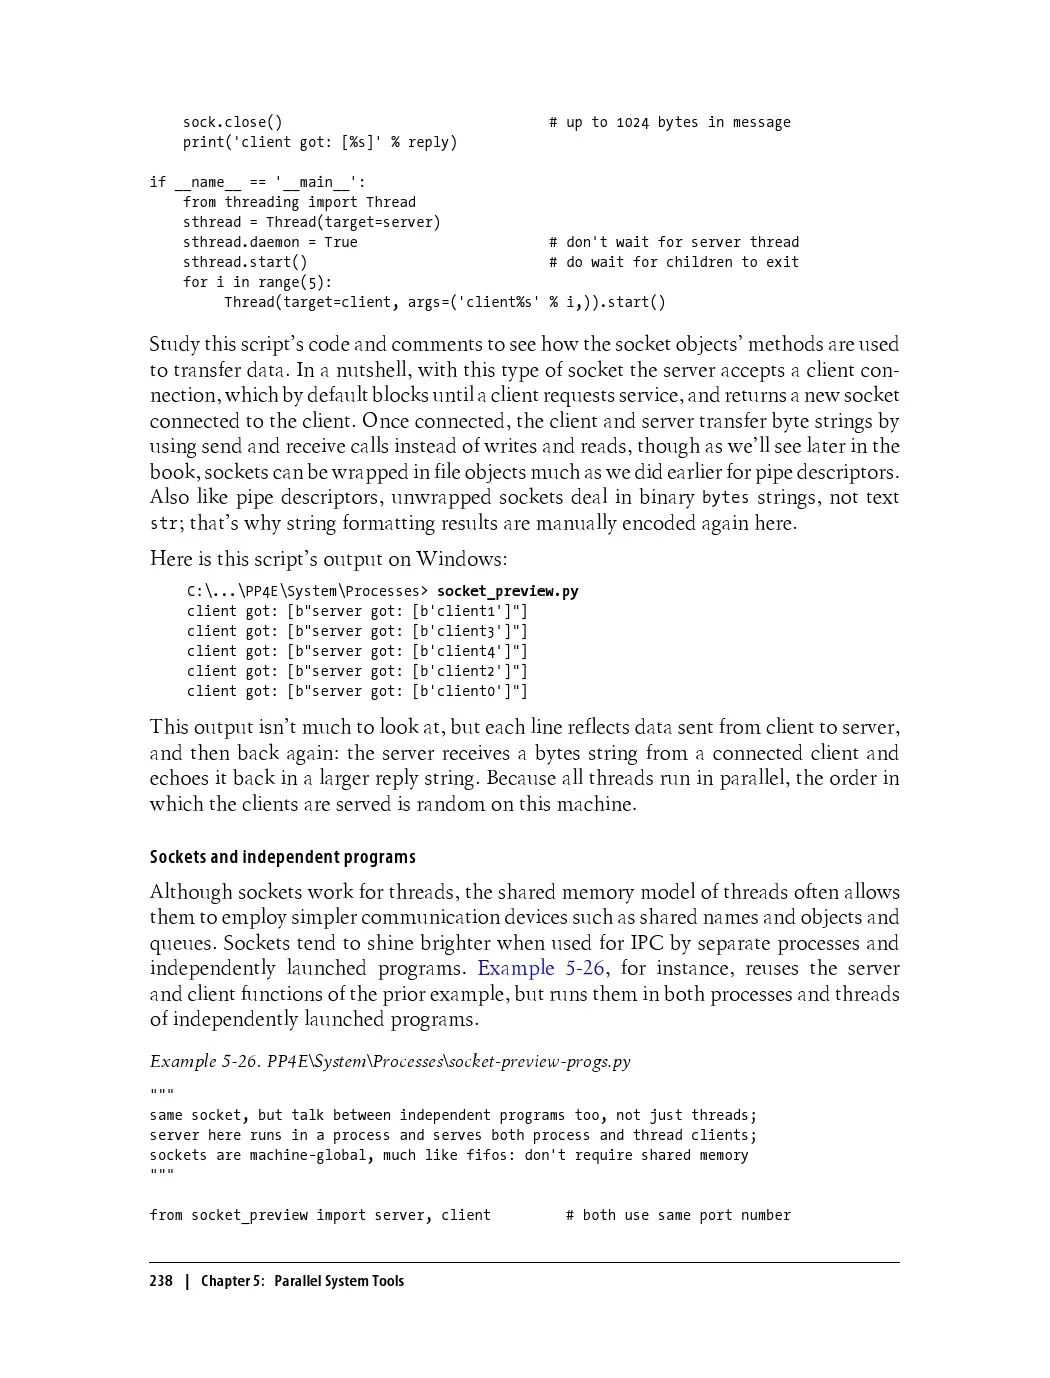 sock.close()                                # up to 1024 bytes in message
print('client got: [%s]' % reply)
if __name__ == '__main__':
from threading import Thread
sthread = Thread(target=server)
sthread.daemon = True                       # don't wait for server thread
sthread.start()                             # do wait for children to exit
for i in range(5):
Thread(target=client, args=('client%s' % i,)).start()
Study this script’s code and comments to see how the socket objects’ methods are used
to transfer data. In a nutshell, with this type of socket the server accepts a client con-
nection, which by default blocks until a client requests service, and returns a new socket
connected to the client. Once connected, the client and server transfer byte strings by
using send and receive calls instead of writes and reads, though as we’ll see later in the
book, sockets can be wrapped in file objects much as we did earlier for pipe descriptors.
Also like pipe descriptors, unwrapped sockets deal in binary bytes strings, not text
str; that’s why string formatting results are manually encoded again here.
Here is this script’s output on Windows:
C:\...\PP4E\System\Processes> socket_preview.py
client got: [b"server got: [b'client1']"]
client got: [b"server got: [b'client3']"]
client got: [b"server got: [b'client4']"]
client got: [b"server got: [b'client2']"]
client got: [b"server got: [b'client0']"]
This output isn’t much to look at, but each line reflects data sent from client to server,
and then back again: the server receives a bytes string from a connected client and
echoes it back in a larger reply string. Because all threads run in parallel, the order in
which the clients are served is random on this machine.
Sockets and independent programs
Although sockets work for threads, the shared memory model of threads often allows
them to employ simpler communication devices such as shared names and objects and
queues. Sockets tend to shine brighter when used for IPC by separate processes and
independently launched programs. Example 5-26, for instance, reuses the server
and client functions of the prior example, but runs them in both processes and threads
of independently launched programs.
Example 5-26. PP4E\System\Processes\socket-preview-progs.py
"""
same socket, but talk between independent programs too, not just threads;
server here runs in a process and serves both process and thread clients;
sockets are machine-global, much like fifos: don't require shared memory
"""
from socket_preview import server, client         # both use same port number
238 | Chapter 5: Parallel System Tools